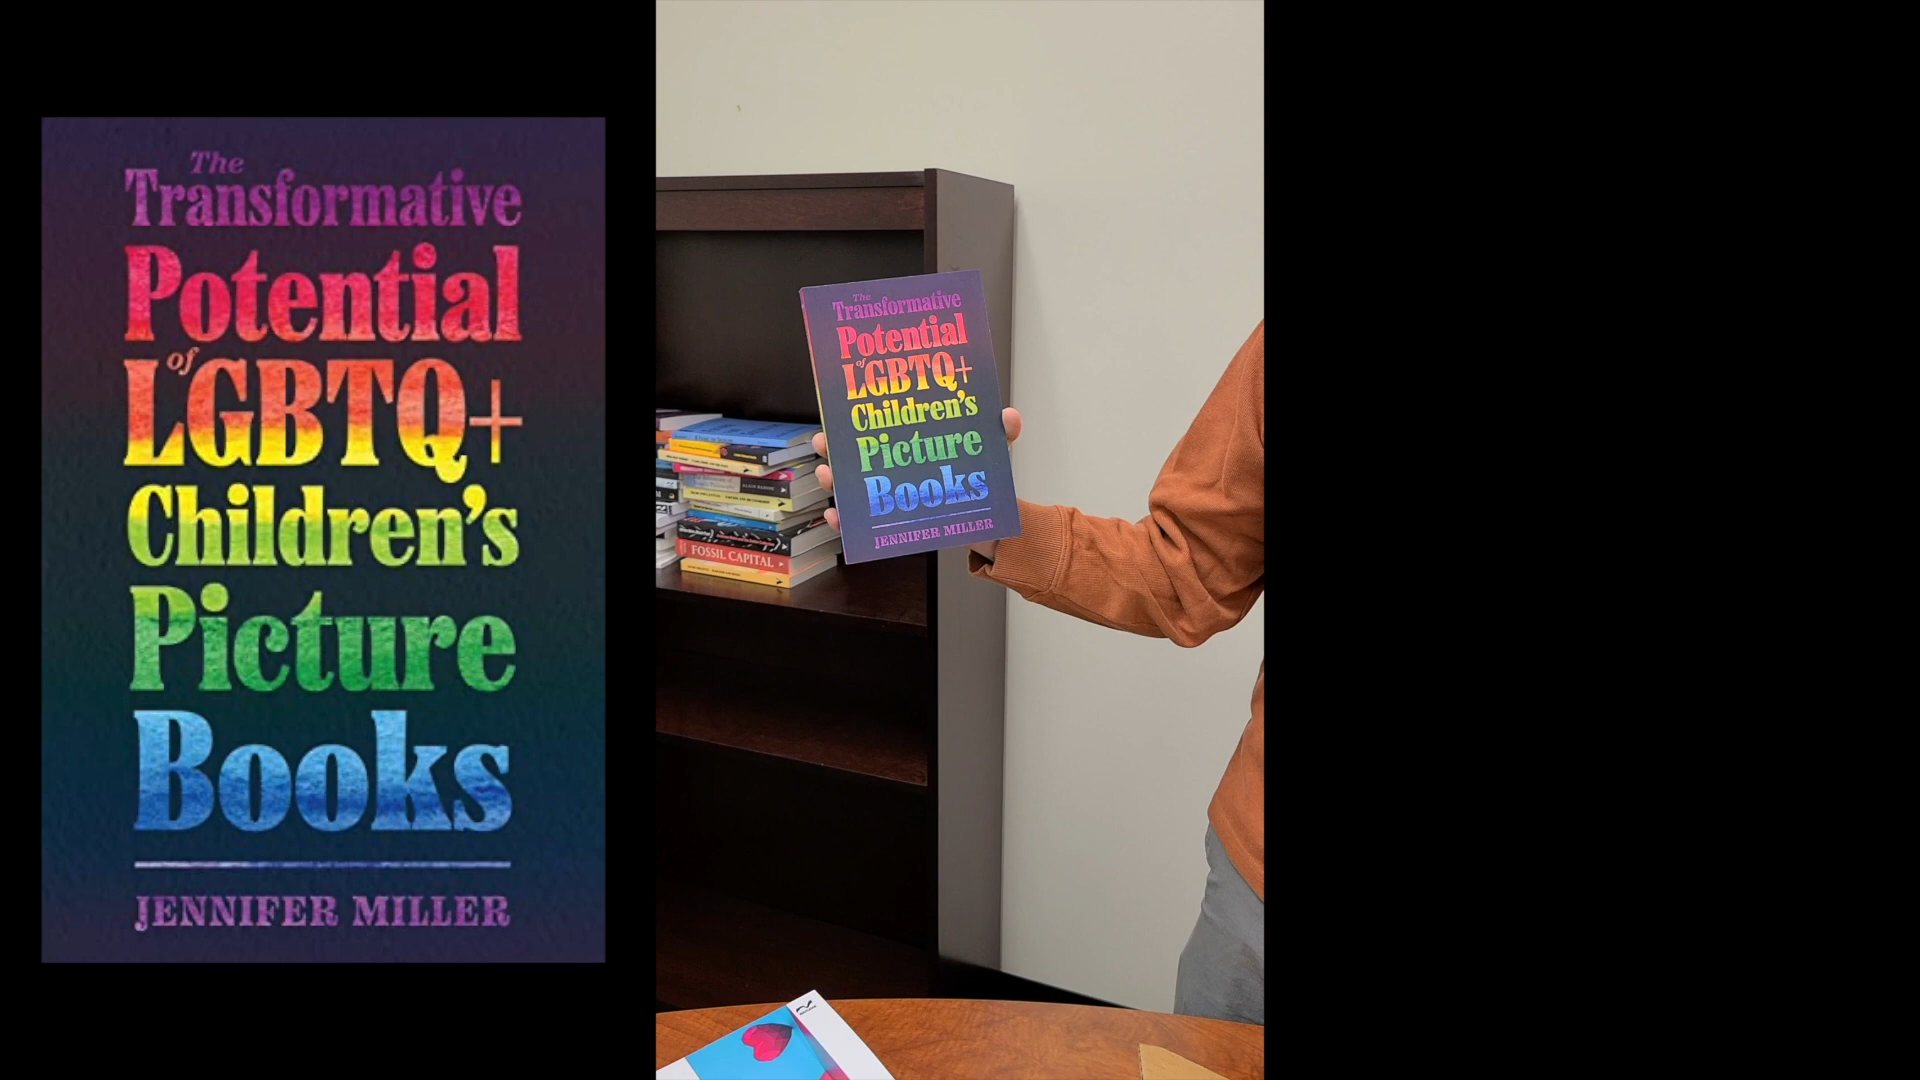 The
Transformative
Potential
of
LGBTQ+
Children's
Picture
Books
JENNIFER MILLER
The
Transformative
Potential
of
LGBTQ+
Children's
Picture
Books
JENNIFER MILLER
FOSSIL CAPITAL